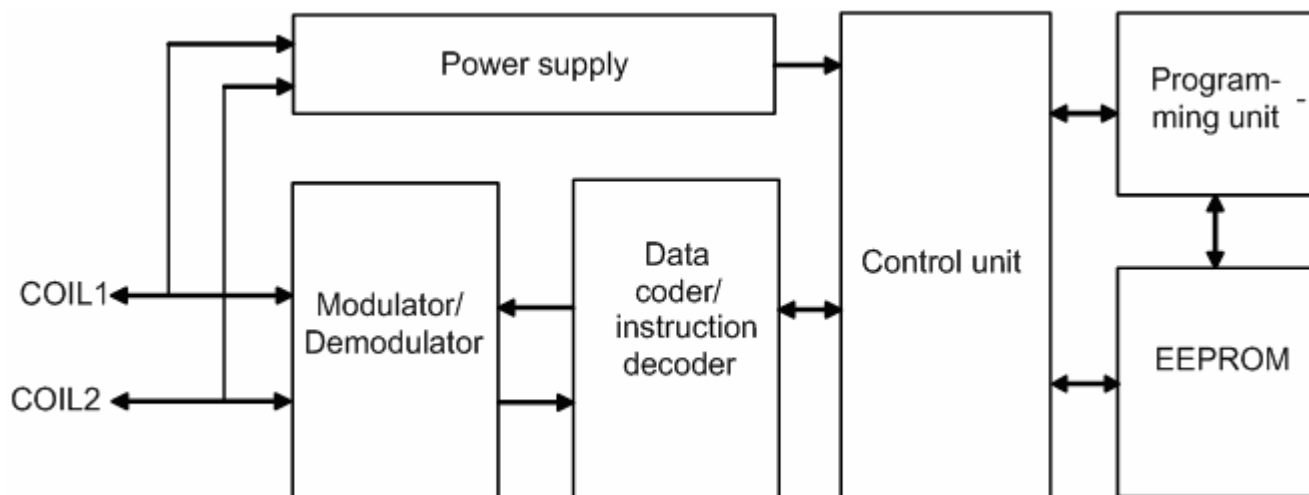 Power supply
Program-
ming unit
-
COIL1
COIL2
Modulator/
Demodulator
Data
coder/
instruction
decoder
Control unit
EEPROM